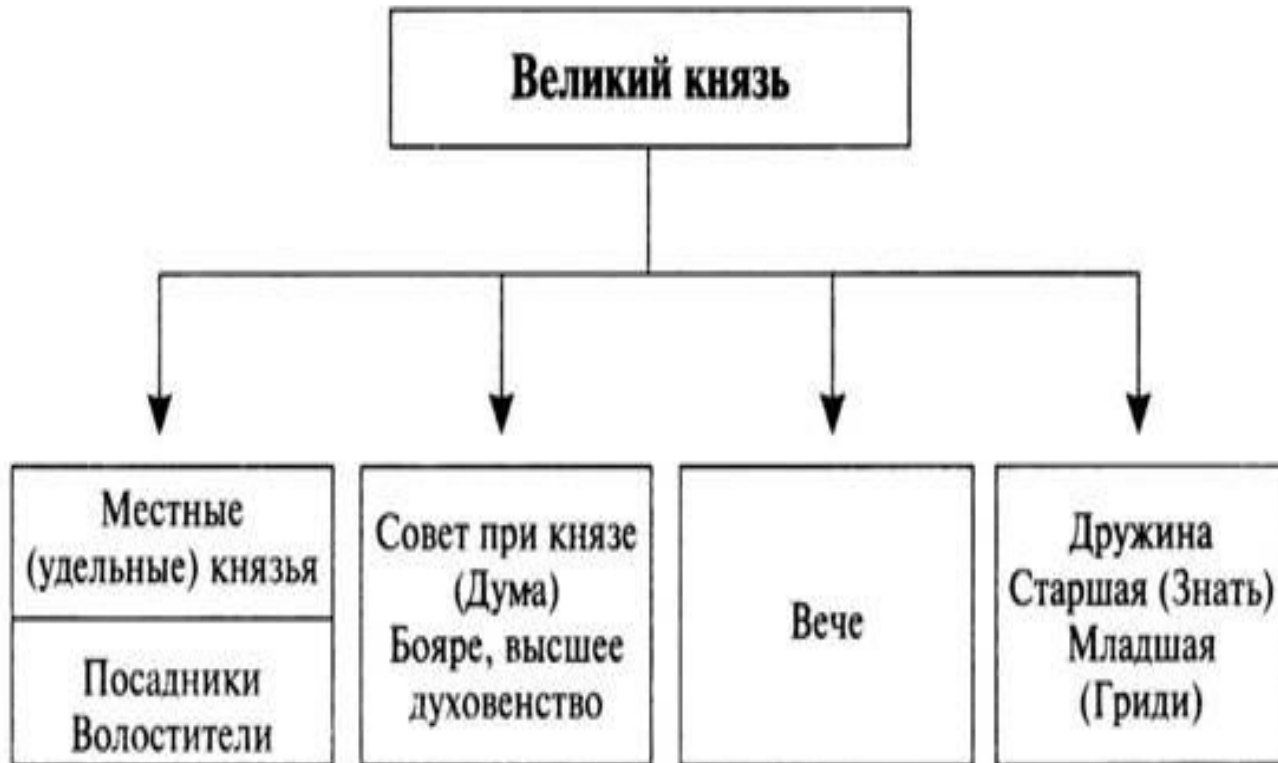 Великий князь
Местные
(удельные) князья
Посадники
Волостители
Совет при князе
(Дума)
Бояре, высшее
духовенство
Вече
Дружина
Старшая (Знать)
Младшая
(Гриди)